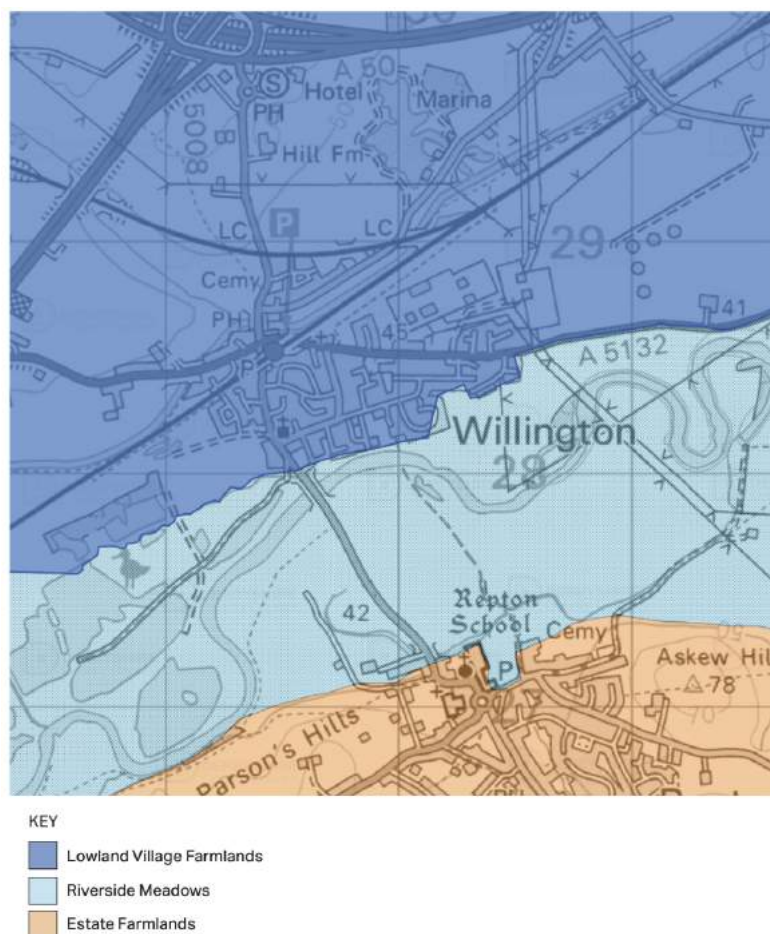 A 50
S
Hotel
Marina
PH
5008
B
Hill Fm
P
LC
LC
29
Cemy
PH
45
41
P
A 5132
Willington
28
Repton
School
42
Cemy
P
Askew Hil
78
70
50
Parson's Hills
KEY
Lowland Village Farmlands
Riverside Meadows
Estate Farmlands